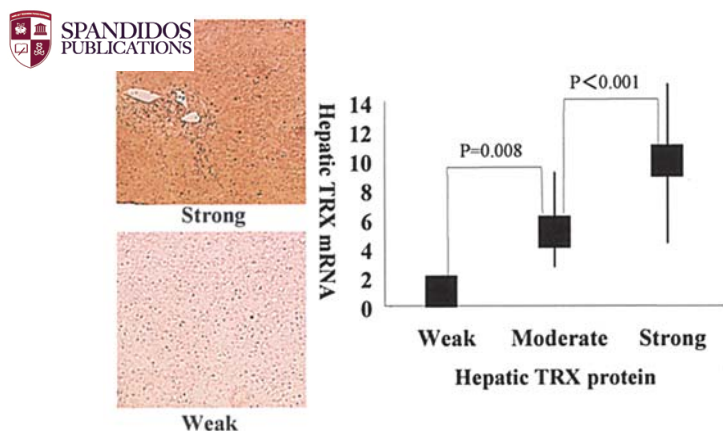 SPANDIDOS
PUBLICATIONS
Strong
Weak
Hepatic TRX mRNA
14
12
10
8
6
4
2
0
P=0.008
P<0.001
Weak Moderate Strong
Hepatic TRX protein